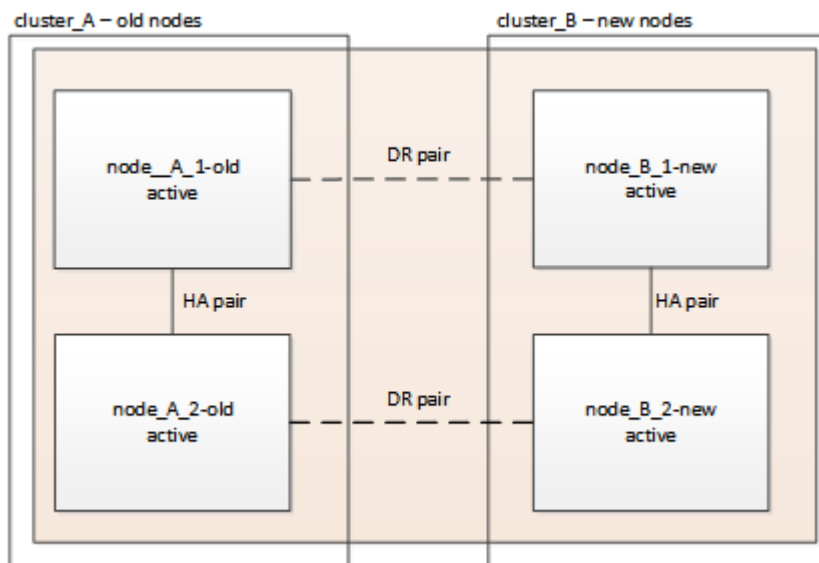 cluster_A – old nodes
cluster_B – new nodes
node__A_1-old
active
DR pair
node_B_1-new
active
HA pair
HA pair
node_A_2-old
active
DR pair
node_B_2-new
active